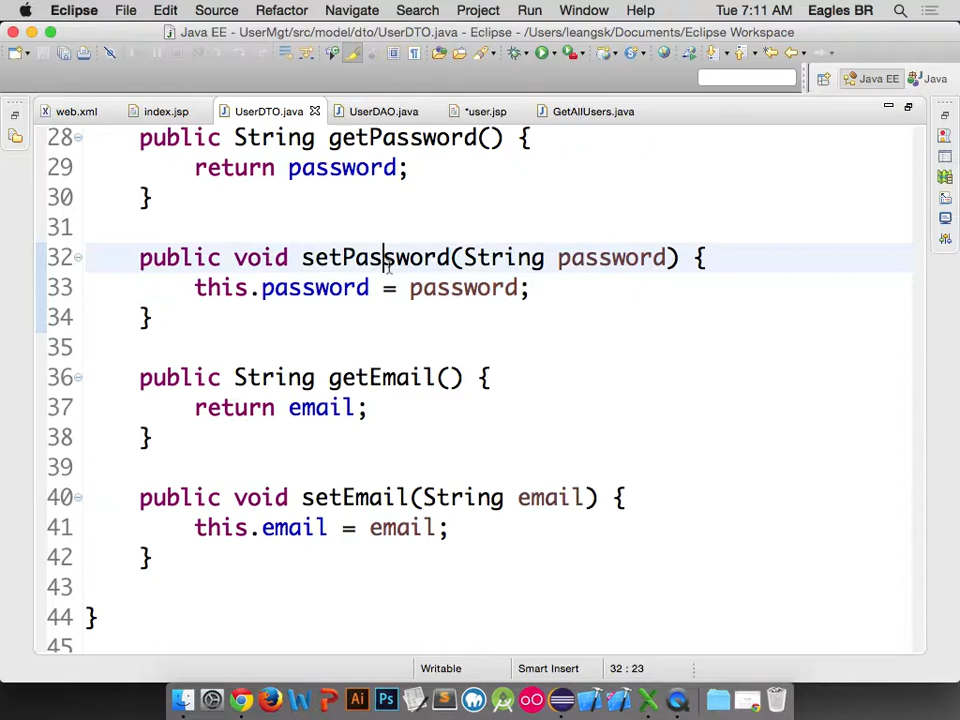 Eclipse File Edit Source Refactor Navigate Search Project Run Window Help Tue 7:11 AM Eagles BR
Java EE - UserMgt/src/model/dto/UserDTO.java - Eclipse - /Users/leangsk/Documents/Eclipse Workspace
Java EE Java
web.xml index.jsp UserDTO.java UserDAO.java *user.jsp GetAllUsers.java
28 public String getPassword() {
29 return password;
30 }
31
32 public void setPassword(String password) {
33 this.password = password;
34 }
35
36 public String getEmail() {
37 return email;
38 }
39
40 public void setEmail(String email) {
41 this.email = email;
42 }
43
44 }
45
Writable Smart Insert 32 : 23
W P Ai Ps S X